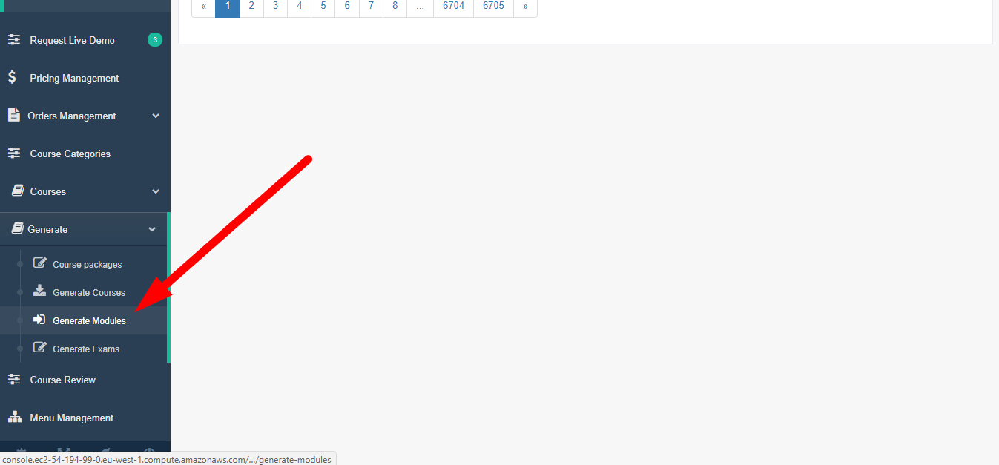 « 1 2 3 4 5 6 7 8 ... 6704 6705 »
Request Live Demo 3
Pricing Management
Orders Management
Course Categories
Courses
Generate
Course packages
Generate Courses
Generate Modules
Generate Exams
Course Review
Menu Management
console.ec2-54-194-99-0.eu-west-1.compute.amazonaws.com/.../generate-modules